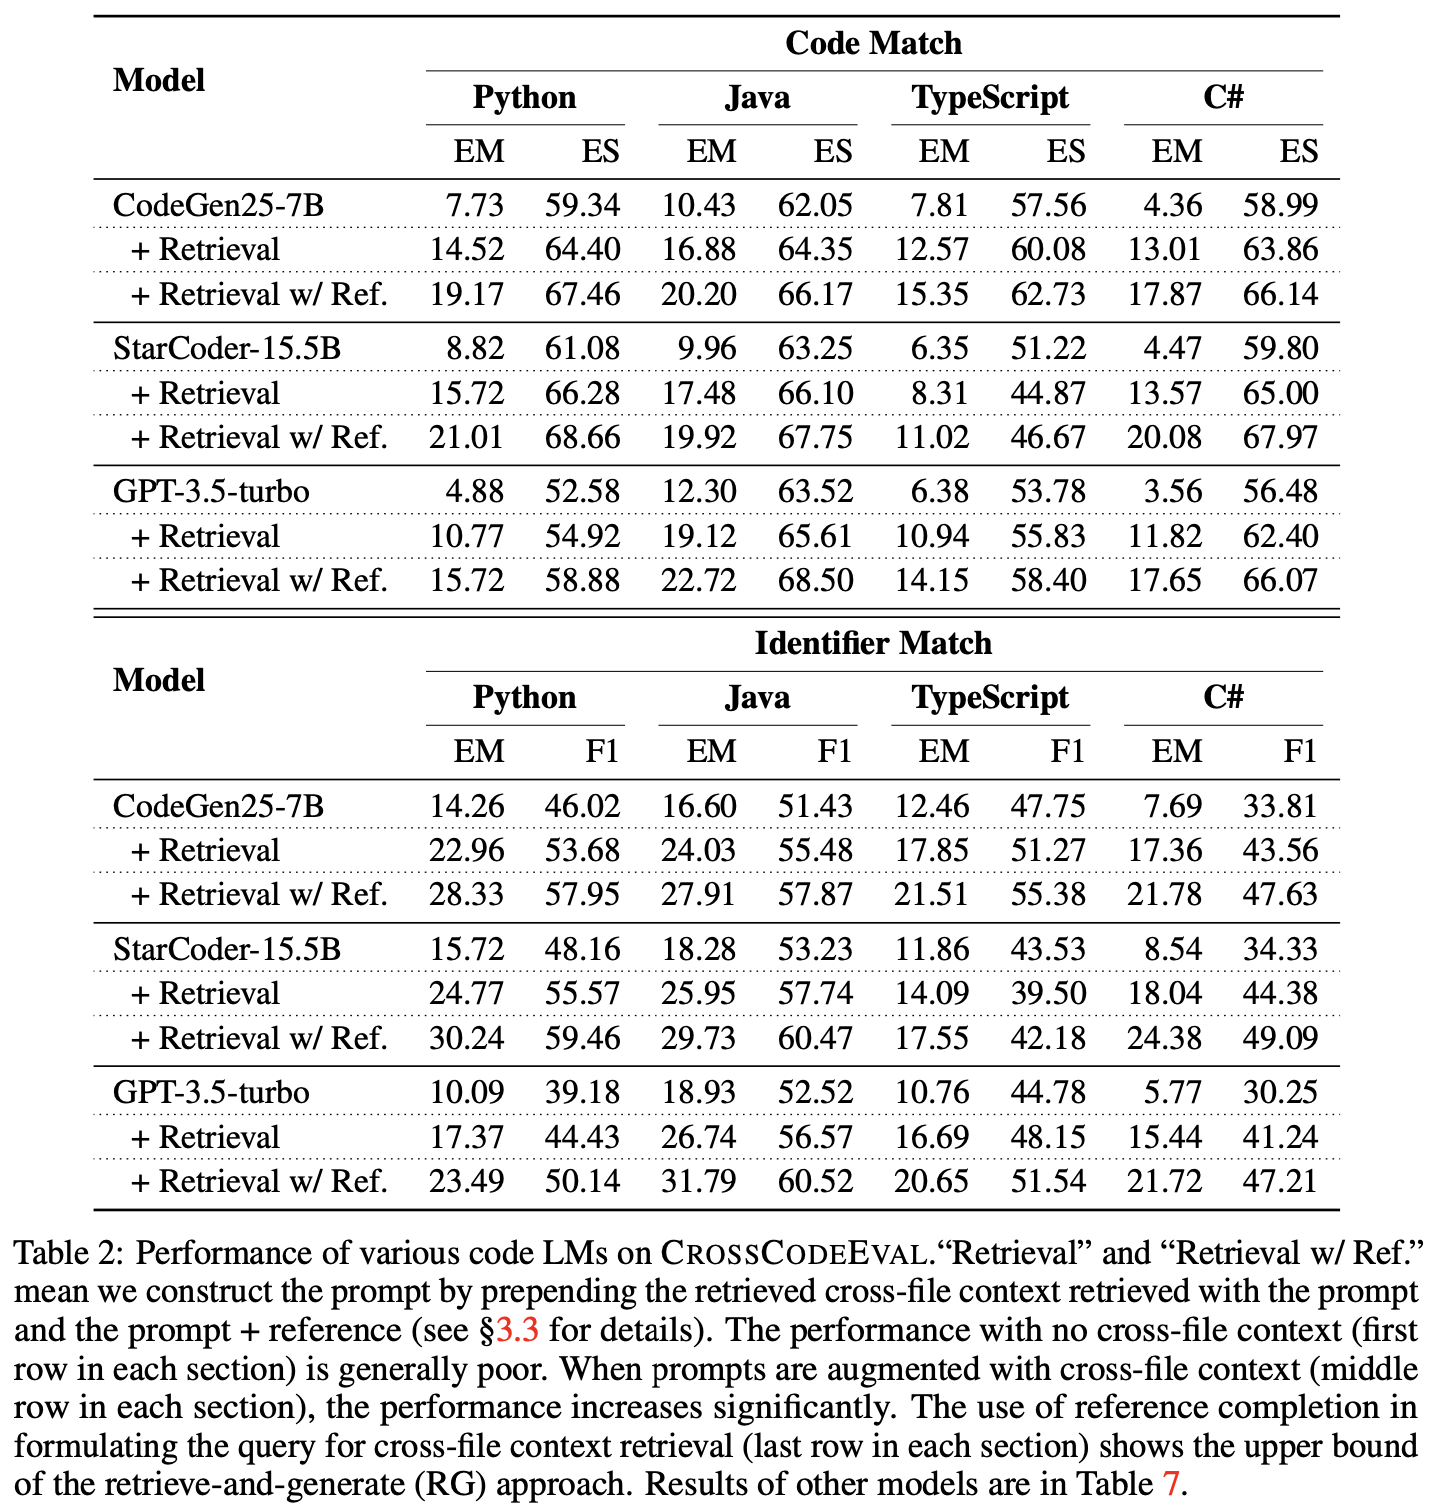 Code Match
Model
Python Java TypeScript C#
EM ES EM ES EM ES EM ES
CodeGen25-7B 7.73 59.34 10.43 62.05 7.81 57.56 4.36 58.99
+ Retrieval 14.52 64.40 16.88 64.35 12.57 60.08 13.01 63.86
+ Retrieval w/ Ref. 19.17 67.46 20.20 66.17 15.35 62.73 17.87 66.14
StarCoder-15.5B 8.82 61.08 9.96 63.25 6.35 51.22 4.47 59.80
+ Retrieval 15.72 66.28 17.48 66.10 8.31 44.87 13.57 65.00
+ Retrieval w/ Ref. 21.01 68.66 19.92 67.75 11.02 46.67 20.08 67.97
GPT-3.5-turbo 4.88 52.58 12.30 63.52 6.38 53.78 3.56 56.48
+ Retrieval 10.77 54.92 19.12 65.61 10.94 55.83 11.82 62.40
+ Retrieval w/ Ref. 15.72 58.88 22.72 68.50 14.15 58.40 17.65 66.07
Identifier Match
Model
Python Java TypeScript C#
EM F1 EM F1 EM F1 EM F1
CodeGen25-7B 14.26 46.02 16.60 51.43 12.46 47.75 7.69 33.81
+ Retrieval 22.96 53.68 24.03 55.48 17.85 51.27 17.36 43.56
+ Retrieval w/ Ref. 28.33 57.95 27.91 57.87 21.51 55.38 21.78 47.63
StarCoder-15.5B 15.72 48.16 18.28 53.23 11.86 43.53 8.54 34.33
+ Retrieval 24.77 55.57 25.95 57.74 14.09 39.50 18.04 44.38
+ Retrieval w/ Ref. 30.24 59.46 29.73 60.47 17.55 42.18 24.38 49.09
GPT-3.5-turbo 10.09 39.18 18.93 52.52 10.76 44.78 5.77 30.25
+ Retrieval 17.37 44.43 26.74 56.57 16.69 48.15 15.44 41.24
+ Retrieval w/ Ref. 23.49 50.14 31.79 60.52 20.65 51.54 21.72 47.21
Table 2: Performance of various code LMs on CROSSCODEEVAL.“Retrieval” and “Retrieval w/ Ref.”
mean we construct the prompt by prepending the retrieved cross-file context retrieved with the prompt
and the prompt + reference (see §3.3 for details). The performance with no cross-file context (first
row in each section) is generally poor. When prompts are augmented with cross-file context (middle
row in each section), the performance increases significantly. The use of reference completion in
formulating the query for cross-file context retrieval (last row in each section) shows the upper bound
of the retrieve-and-generate (RG) approach. Results of other models are in Table 7.